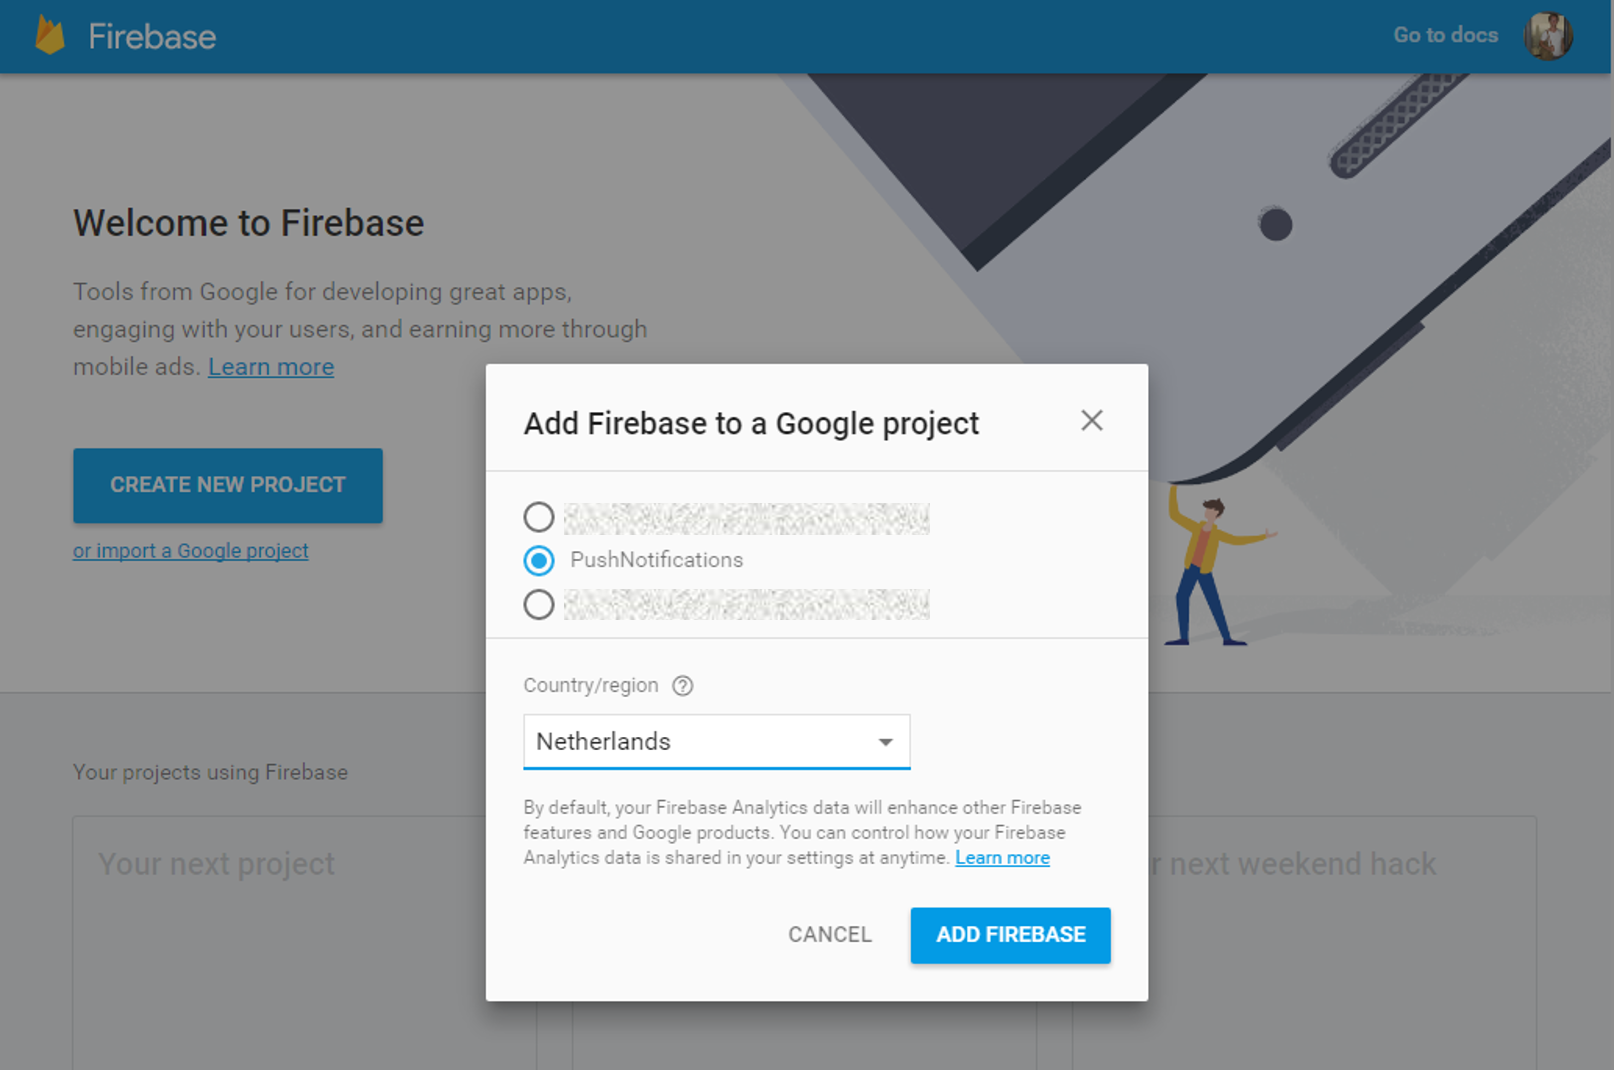 Firebase
Go to docs
Welcome to Firebase
Tools from Google for developing great apps,
engaging with your users, and earning more through
mobile ads. Learn more
CREATE NEW PROJECT
or import a Google project
Add Firebase to a Google project
PushNotifications
Country/region
Netherlands
By default, your Firebase Analytics data will enhance other Firebase
features and Google products. You can control how your Firebase
Analytics data is shared in your settings at anytime. Learn more
CANCEL
ADD FIREBASE
Your projects using Firebase
Your next project
next weekend hack